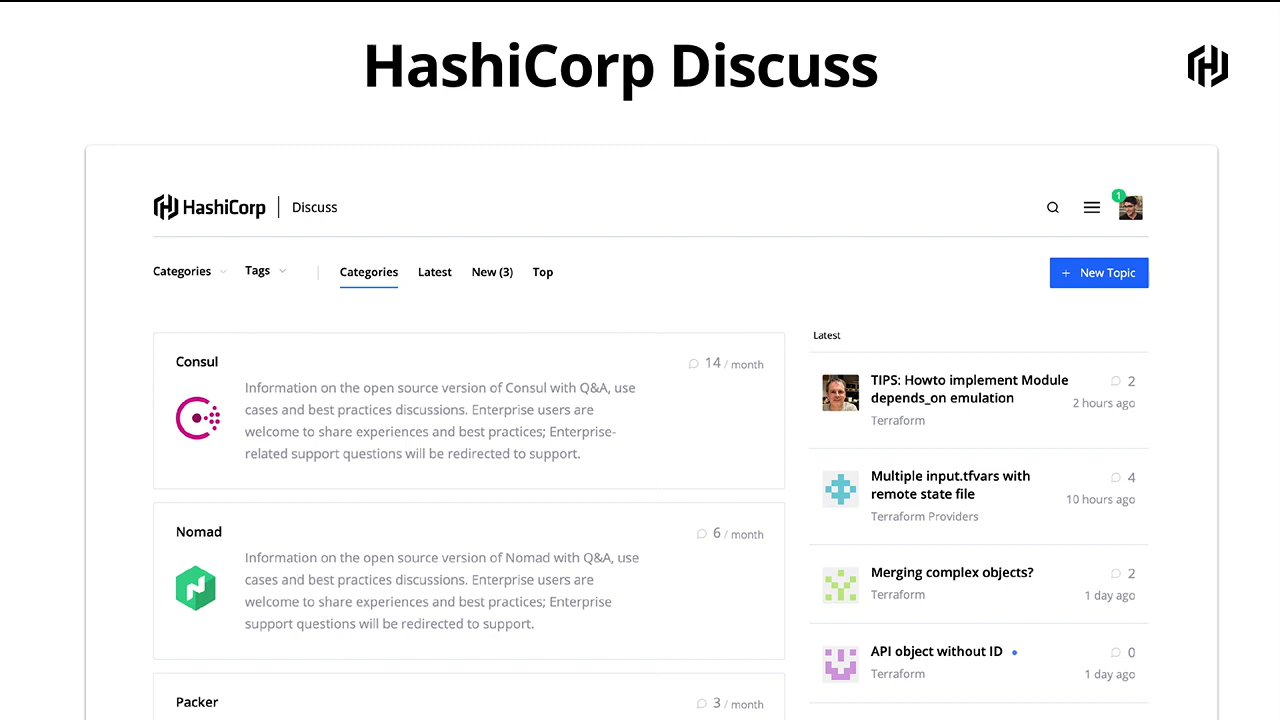 HashiCorp Discuss
HashiCorp | Discuss
1
Categories Tags Categories Latest New (3) Top
+ New Topic
Consul
14 / month
Information on the open source version of Consul with Q&A, use
cases and best practices discussions. Enterprise users are
welcome to share experiences and best practices; Enterprise-
related support questions will be redirected to support.
Nomad
6 / month
Information on the open source version of Nomad with Q&A, use
cases and best practices discussions. Enterprise users are
welcome to share experiences and best practices; Enterprise
support questions will be redirected to support.
Packer
3 / month
Latest
TIPS: Howto implement Module
depends_on emulation
2
2 hours ago
Terraform
Multiple input.tfvars with
remote state file
4
10 hours ago
Terraform Providers
Merging complex objects?
2
Terraform
1 day ago
API object without ID
0
Terraform
1 day ago